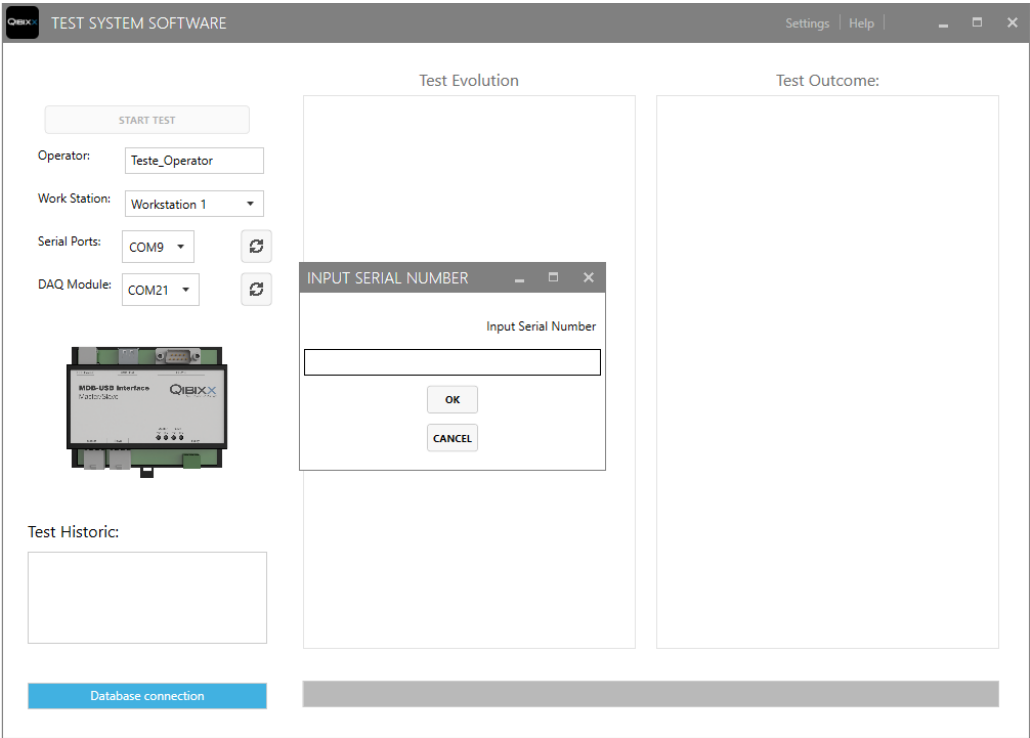 QIBIXX
TEST SYSTEM SOFTWARE
Settings
Help
Test Evolution
Test Outcome:
START TEST
Operator:
Teste_Operator
Work Station:
Workstation 1
Serial Ports:
COM9
DAQ Module:
COM21
INPUT SERIAL NUMBER
Input Serial Number
OK
CANCEL
MDB-USB Interface
Master/Slave
QIBIXX
Test Historic:
Database connection